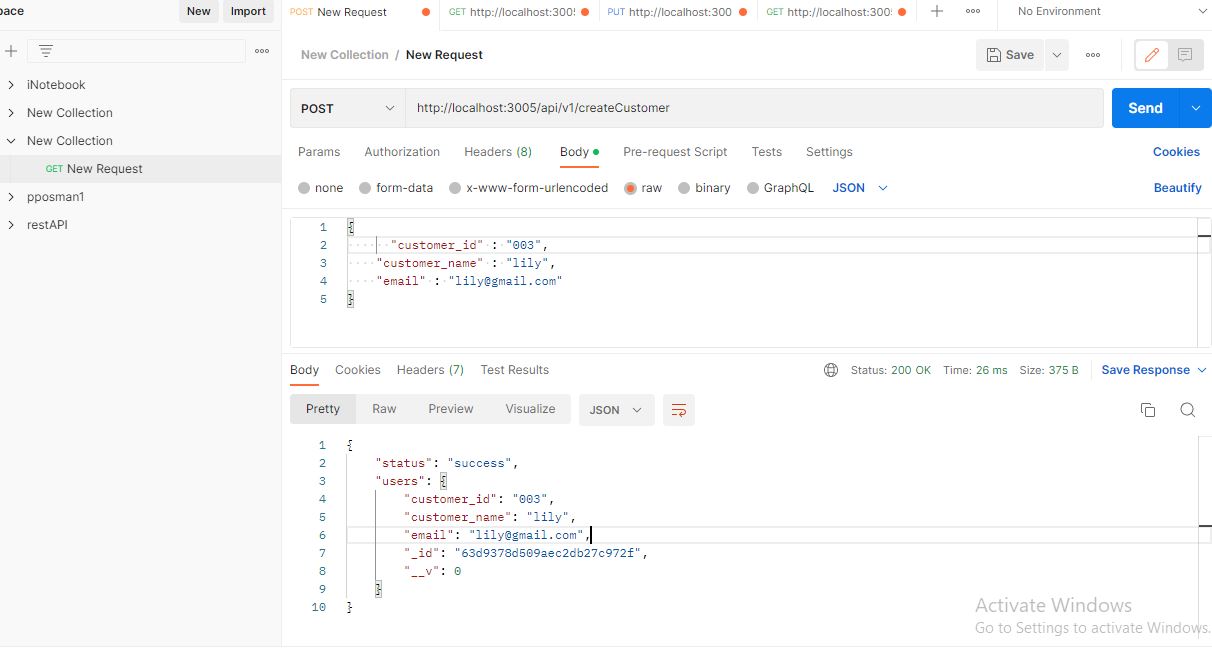 pace New Import
POST New Request GET http://localhost:300! GET PUT http://localhost:300 GET http://localhost:300: No Environment
iNotebook
New Collection
New Collection
GET New Request
pposman1
restAPI
New Collection / New Request Save
POST http://localhost:3005/api/v1/createCustomer Send
Params Authorization Headers (8) Body Pre-request Script Tests Settings Cookies
none form-data x-www-form-urlencoded raw binary GraphQL JSON Beautify
1 {
2 "customer_id" : "003",
3 "customer_name" : "lily",
4 "email" : "lily@gmail.com"
5 }
Body Cookies Headers (7) Test Results Status: 200 OK Time: 26 ms Size: 375 B Save Response
Pretty Raw Preview Visualize JSON
1 {
2 "status": "success",
3 "users": {
4 "customer_id": "003",
5 "customer_name": "lily",
6 "email": "lily@gmail.com",
7 "_id": "63d9378d509aec2db27c972f",
8 "__v": 0
9 }
10 }
Activate Windows
Go to Settings to activate Windows.